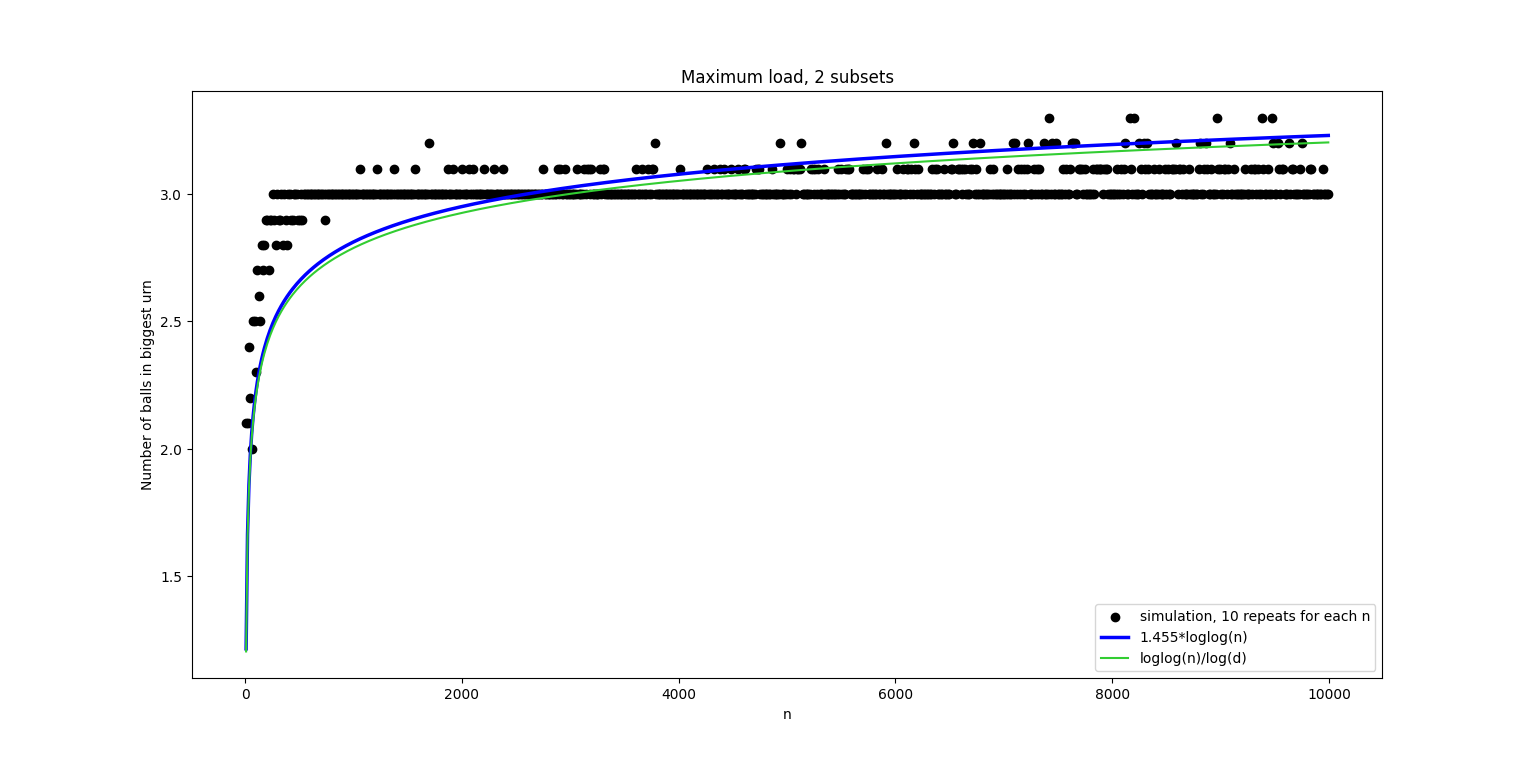 Maximum load, 2 subsets
Number of balls in biggest urn
3.0
2.5
2.0
1.5
0 2000 4000 6000 8000 10000
n
simulation, 10 repeats for each n
1.455*loglog(n)
loglog(n)/log(d)